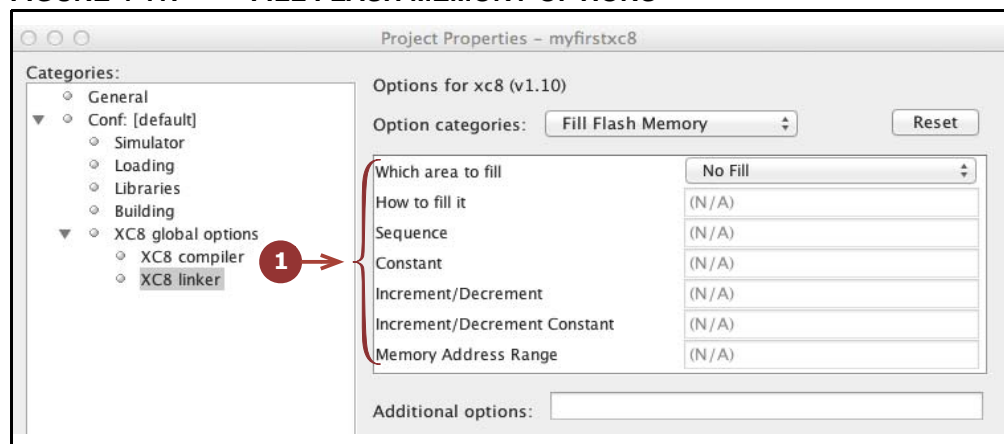 Project Properties – myfirstxc8
Categories:
General
Conf: [default]
Simulator
Loading
Libraries
Building
XC8 global options
XC8 compiler
XC8 linker
1
Options for xc8 (v1.10)
Option categories: Fill Flash Memory Reset
Which area to fill No Fill
How to fill it (N/A)
Sequence (N/A)
Constant (N/A)
Increment/Decrement (N/A)
Increment/Decrement Constant (N/A)
Memory Address Range (N/A)
Additional options: